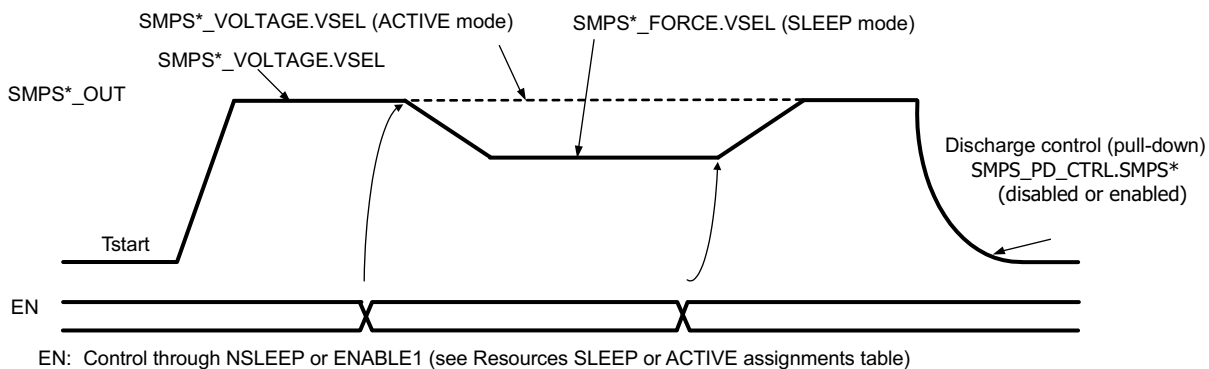 SMPS*_VOLTAGE.VSEL (ACTIVE mode)
SMPS*_FORCE.VSEL (SLEEP mode)
SMPS*_VOLTAGE.VSEL
SMPS*_OUT
Discharge control (pull-down)
SMPS_PD_CTRL.SMPS*
(disabled or enabled)
Tstart
EN
EN: Control through NSLEEP or ENABLE1 (see Resources SLEEP or ACTIVE assignments table)